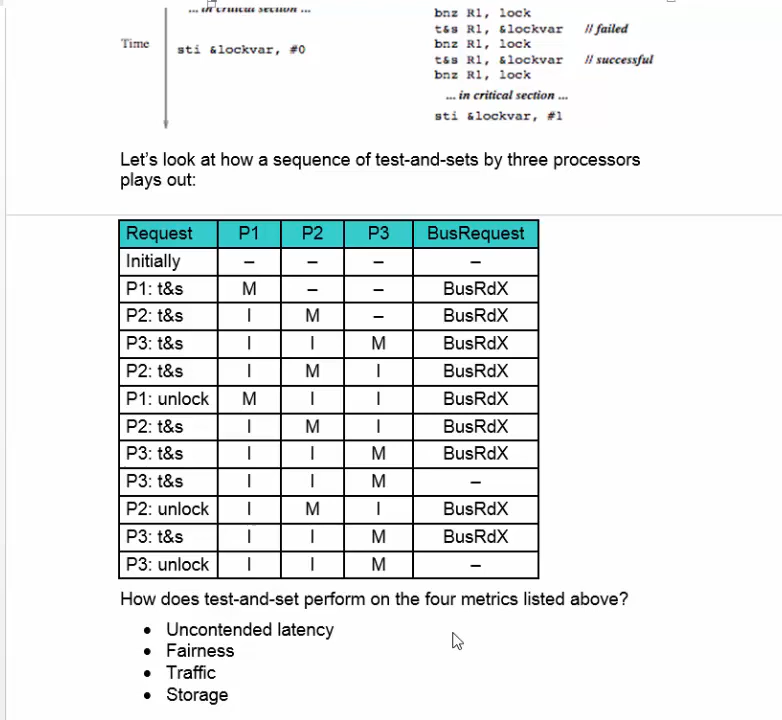 ... in critical section ...
bnz R1, lock
t&s R1, &lockvar // failed
Time
bnz R1, lock
sti &lockvar, #0
t&s R1, &lockvar // successful
bnz R1, lock
... in critical section ...
sti &lockvar, #1
Let's look at how a sequence of test-and-sets by three processors
plays out:
Request P1 P2 P3 BusRequest
Initially – – – –
P1: t&s M – – BusRdX
P2: t&s I M – BusRdX
P3: t&s I I M BusRdX
P2: t&s I M I BusRdX
P1: unlock M I I BusRdX
P2: t&s I M I BusRdX
P3: t&s I I M BusRdX
P3: t&s I I M –
P2: unlock I M I BusRdX
P3: t&s I I M BusRdX
P3: unlock I I M –
How does test-and-set perform on the four metrics listed above?
• Uncontended latency
• Fairness
• Traffic
• Storage